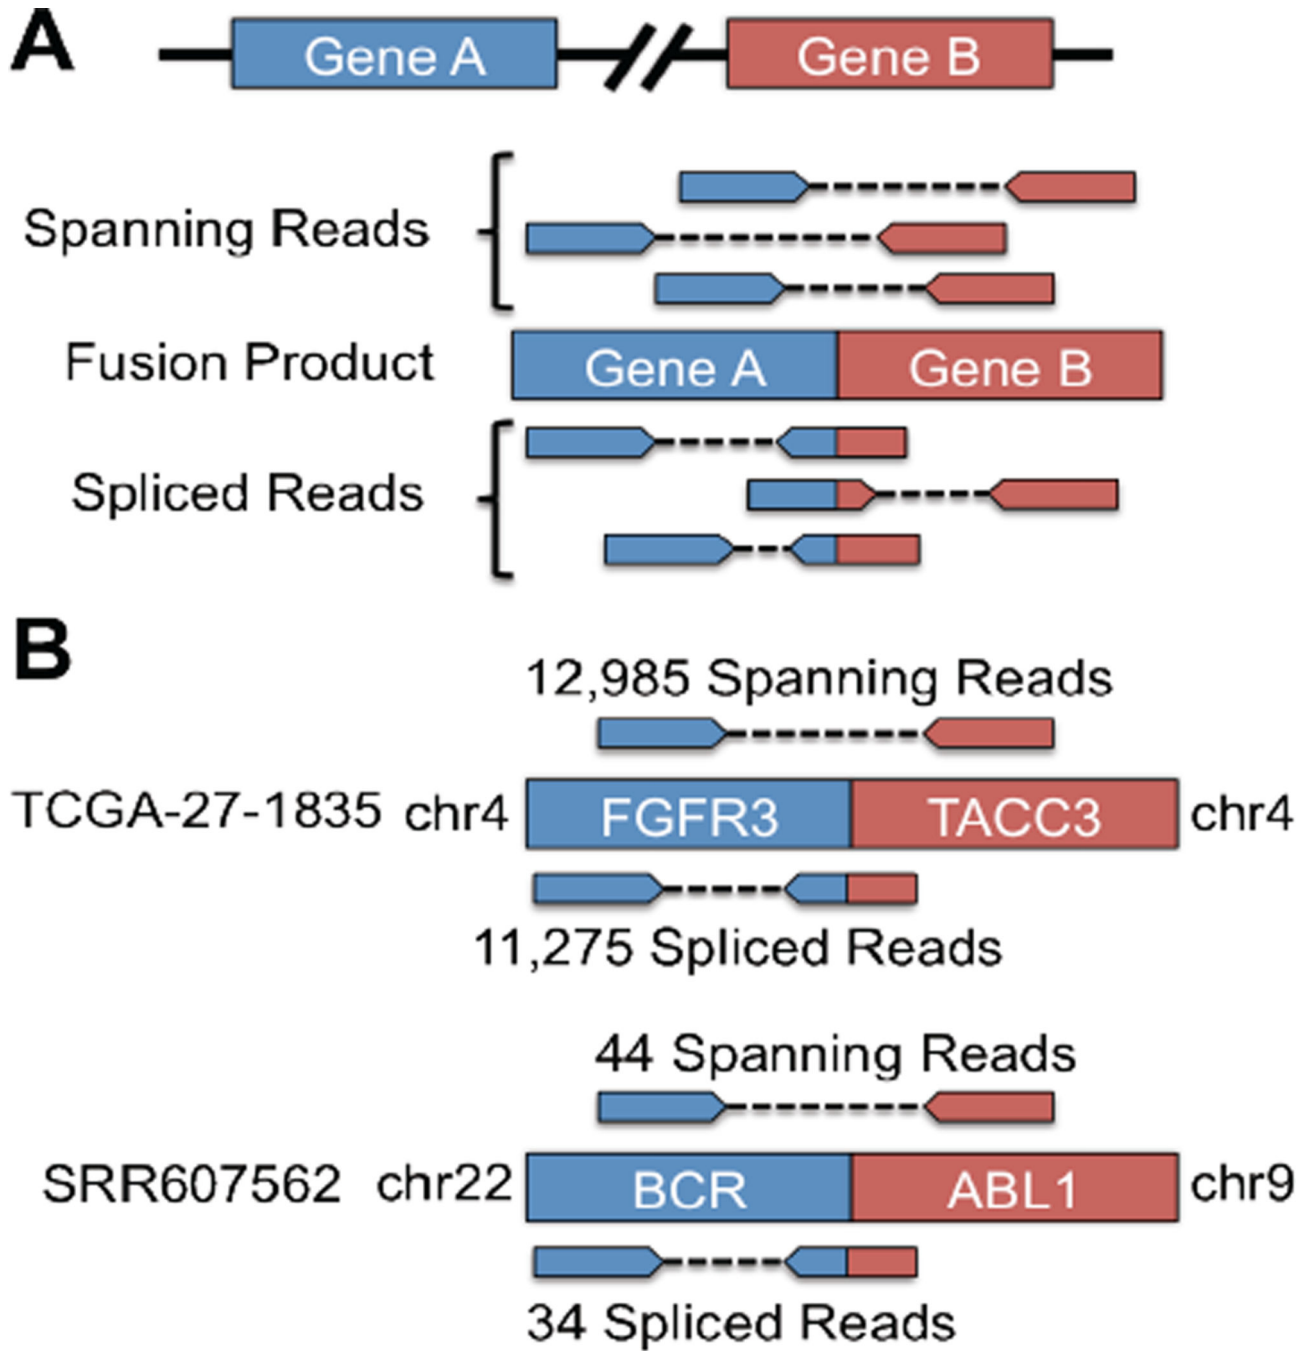 A
Gene A
Gene B
Spanning Reads
Fusion Product
Gene A
Gene B
Spliced Reads
B
12,985 Spanning Reads
TCGA-27-1835 chr4 FGFR3 TACC3 chr4
11,275 Spliced Reads
44 Spanning Reads
SRR607562 chr22 BCR ABL1 chr9
34 Spliced Reads